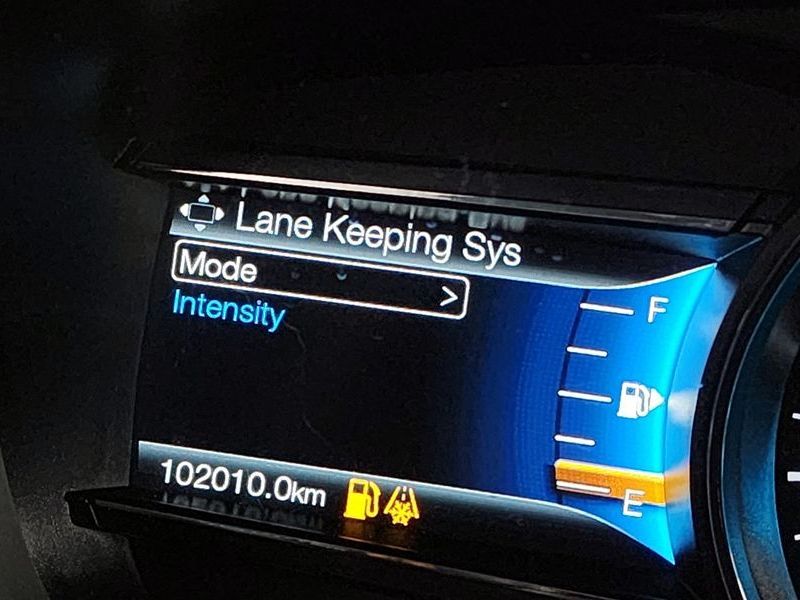 Lane Keeping Sys
Mode >
Intensity
F
E
102010.0km